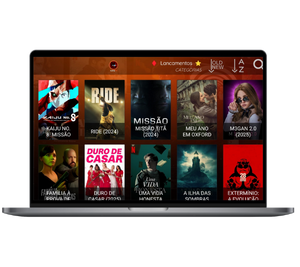 Lançamentos
CATEGORIAS
OLD
NEW
A
Z
KAIJU NO. 8
RIDE
MISSÃO
M3GAN
KAIJU NO
8: MISSÃO
RIDE (2024)
MISSÃO TUTÀ
(2024)
MEU ANO
EM OXFORD
M3GAN 2.0
(2025)
DURO DE
CASAR
Uma
VIDA
FAMÍLIA À
PROVA DE
DURO DE
CASAR (2025)
UMA VIDA
HONESTA
A ILHA DAS
SOMBRAS
EXTERMÍNIO:
A EVOLUÇÃO